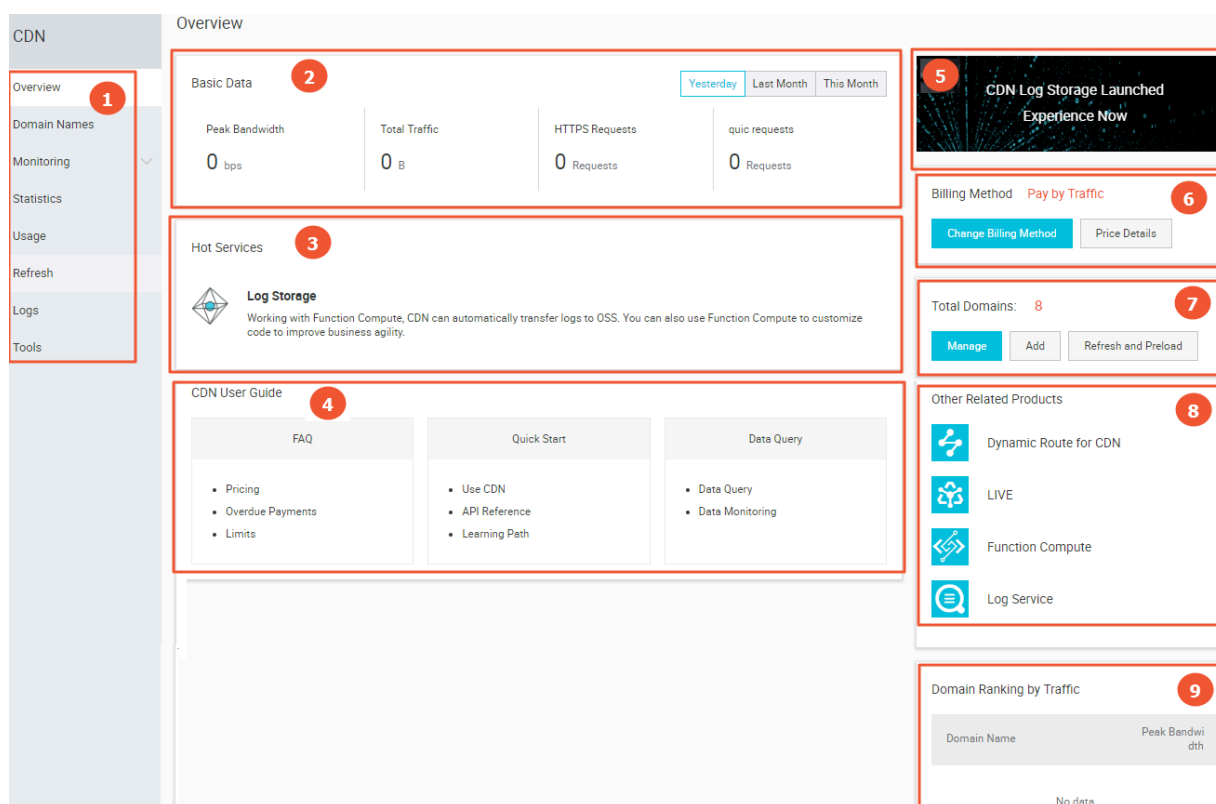 CDN
Overview
Domain Names
Monitoring
Statistics
Usage
Refresh
Logs
Tools
1
Overview
Basic Data
2
Yesterday Last Month This Month
Peak Bandwidth Total Traffic HTTPS Requests quic requests
0 bps 0 B 0 Requests 0 Requests
Hot Services
3
Log Storage
Working with Function Compute, CDN can automatically transfer logs to OSS. You can also use Function Compute to customize
code to improve business agility.
CDN User Guide
4
FAQ
• Pricing
• Overdue Payments
• Limits
Quick Start
• Use CDN
• API Reference
• Learning Path
Data Query
• Data Query
• Data Monitoring
5
CDN Log Storage Launched
Experience Now
Billing Method Pay by Traffic
6
Change Billing Method Price Details
Total Domains: 8
7
Manage Add Refresh and Preload
Other Related Products
8
Dynamic Route for CDN
LIVE
Function Compute
Log Service
Domain Ranking by Traffic
9
Domain Name
Peak Bandwi
dth
No data